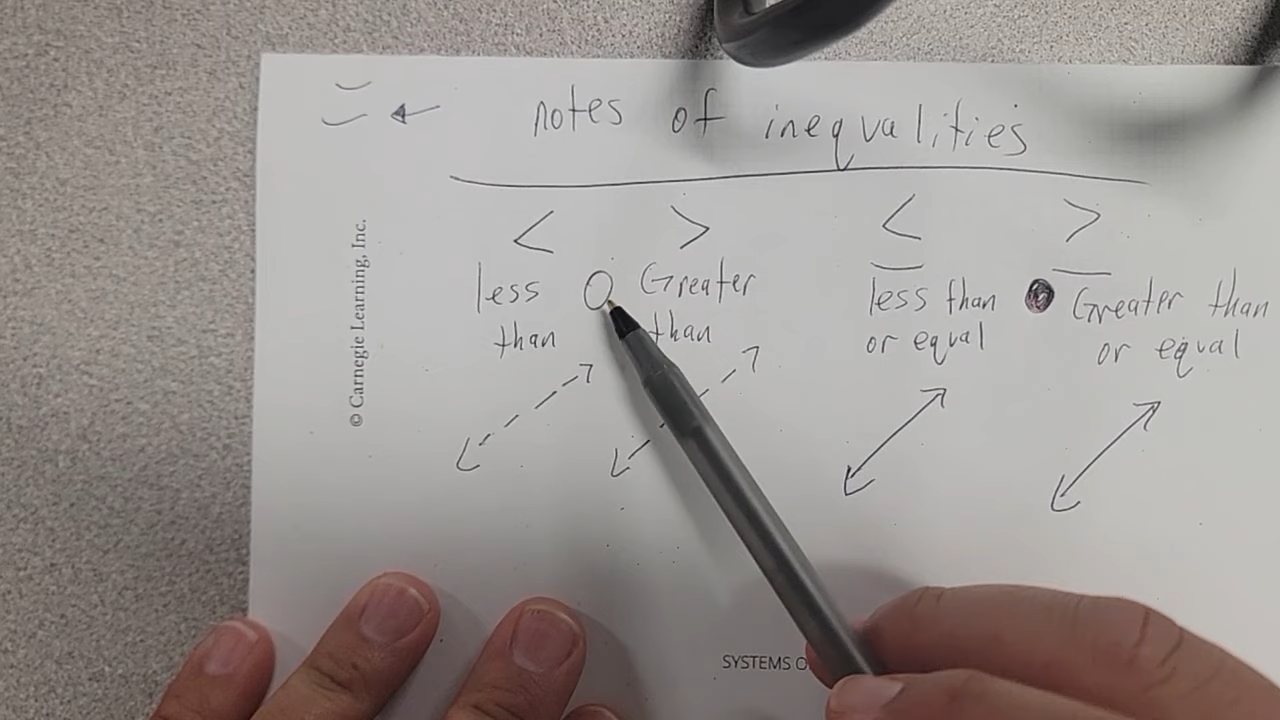 notes of inequalities
< > < >
less Greater less than Greater than
than than or equal or equal
© Carnegie Learning, Inc.
SYSTEMS